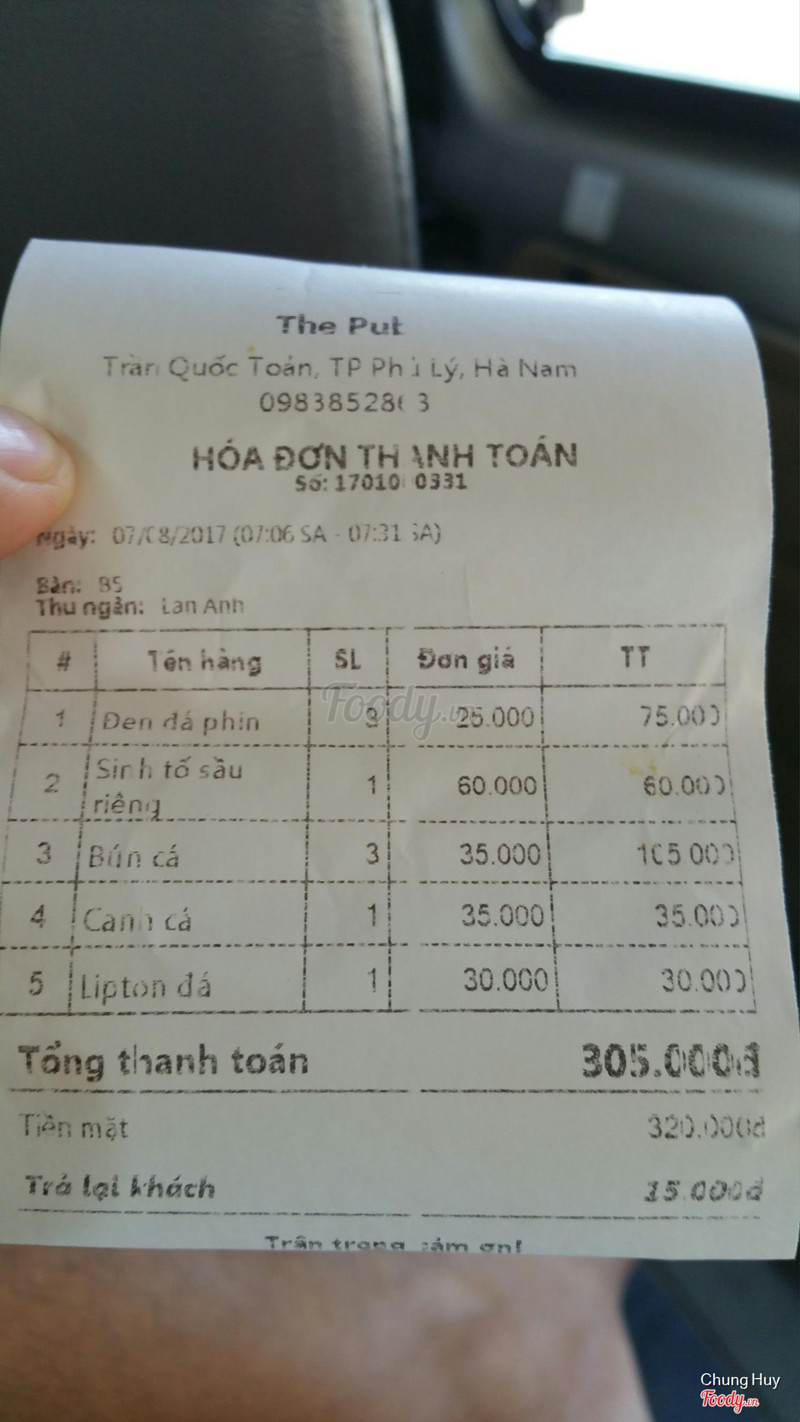 The Put
Trần Quốc Toản, TP Phủ Lý, Hà Nam
HÓA ĐƠN THANH TOÁN
Số:
Ngày: 07/08/2017 (07:06 SA - 07:31 SA)
Bàn:
Thu ngân: Lan Anh
# Tên hàng SL Đơn giá TT
1 Đen đá phin 3 25.000 75.000
2 Sinh tố sầu riêng 1 60.000 60.000
3 Bún cá 3 35.000 105.000
4 Canh cá 1 35.000 35.000
5 Lipton đá 1 30.000 30.000
Tổng thanh toán 305.000đ
Tiền mặt 320.000đ
Trả lại khách 15.000đ
Trân trọng cảm ơn!
Foody.vn
Chung Huy
Foody.vn